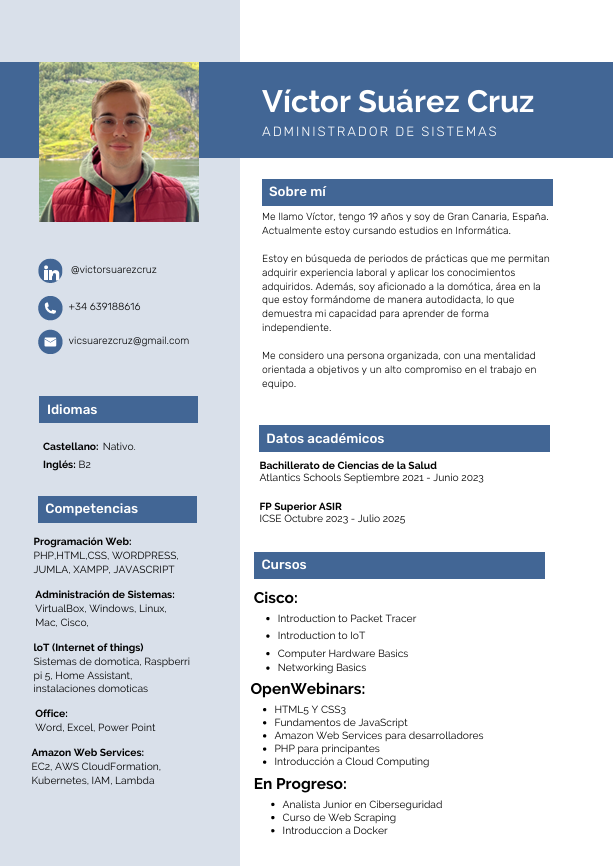 Víctor Suárez Cruz
ADMINISTRADOR DE SISTEMAS
@victorsuarezcruz
+34 639188616
vicsuarezcruz@gmail.com
Idiomas
Castellano: Nativo.
Inglés: B2
Competencias
Programación Web:
PHP,HTML,CSS, WORDPRESS,
JUMLA, XAMPP, JAVASCRIPT
Administración de Sistemas:
VirtualBox, Windows, Linux,
Mac, Cisco,
loT (Internet of things)
Sistemas de domotica, Raspberri
pi 5, Home Assistant,
instalaciones domoticas
Office:
Word, Excel, Power Point
Amazon Web Services:
EC2, AWS CloudFormation,
Kubernetes, IAM, Lambda
Sobre mí
Me llamo Víctor, tengo 19 años y soy de Gran Canaria, España.
Actualmente estoy cursando estudios en Informática.
Estoy en búsqueda de periodos de prácticas que me permitan
adquirir experiencia laboral y aplicar los conocimientos
adquiridos. Además, soy aficionado a la domótica, área en la
que estoy formándome de manera autodidacta, lo que
demuestra mi capacidad para aprender de forma
independiente.
Me considero una persona organizada, con una mentalidad
orientada a objetivos y un alto compromiso en el trabajo en
equipo.
Datos académicos
Bachillerato de Ciencias de la Salud
Atlantics Schools Septiembre 2021 - Junio 2023
FP Superior ASIR
ICSE Octubre 2023 - Julio 2025
Cursos
Cisco:
• Introduction to Packet Tracer
• Introduction to IoT
• Computer Hardware Basics
• Networking Basics
OpenWebinars:
• HTML5 Y CSS3
• Fundamentos de JavaScript
• Amazon Web Services para desarrolladores
• PHP para principantes
• Introducción a Cloud Computing
En Progreso:
• Analista Junior en Ciberseguridad
• Curso de Web Scraping
• Introduccion a Docker